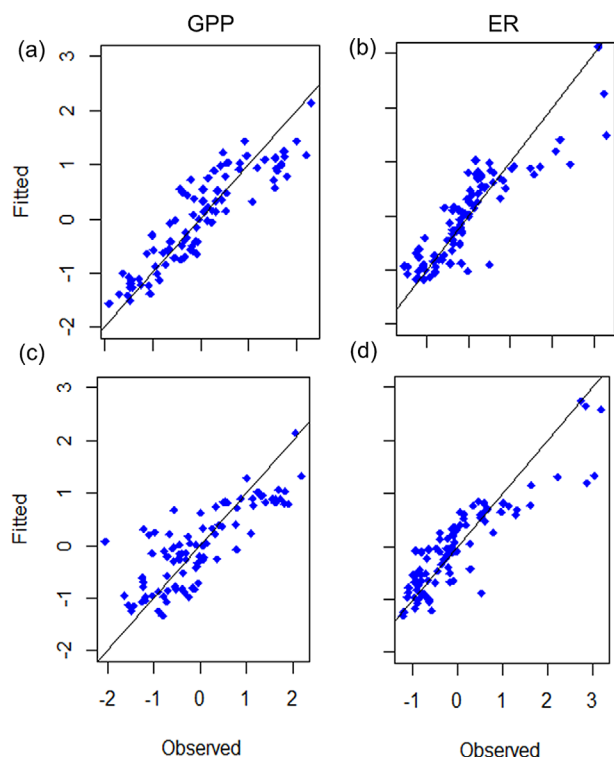 GPP
ER
(a)
(b)
3
2
1
0
-1
-2
Fitted
(c)
(d)
3
2
1
0
-1
-2
Fitted
-2 -1 0 1 2
-1 0 1 2 3
Observed
Observed